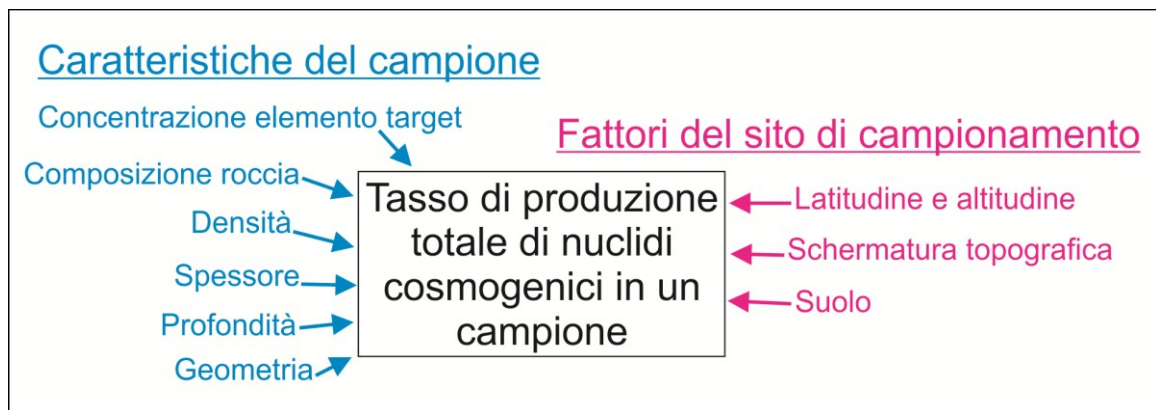 Caratteristiche del campione
Concentrazione elemento target
Composizione roccia
Densità
Spessore
Profondità
Geometria
Tasso di produzione
totale di nuclidi
cosmogenici in un
campione
Fattori del sito di campionamento
Latitudine e altitudine
Schermatura topografica
Suolo